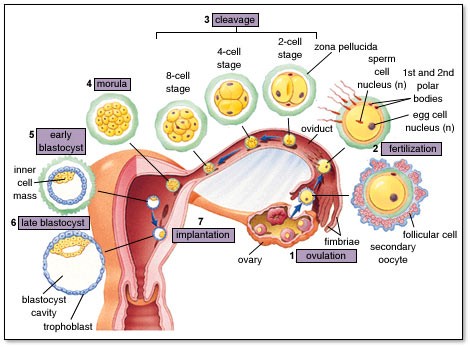 3 cleavage
2-cell
stage
4-cell
stage
8-cell
stage
zona pellucida
sperm
cell
nucleus (n)
1st and 2nd
polar
bodies
egg cell
nucleus (n)
4 morula
5 early
blastocyst
oviduct
2 fertilization
inner
cell
mass
6 late blastocyst
7
implantation
follicular cell
secondary
oocyte
fimbriae
ovary
1 ovulation
blastocyst
cavity
trophoblast